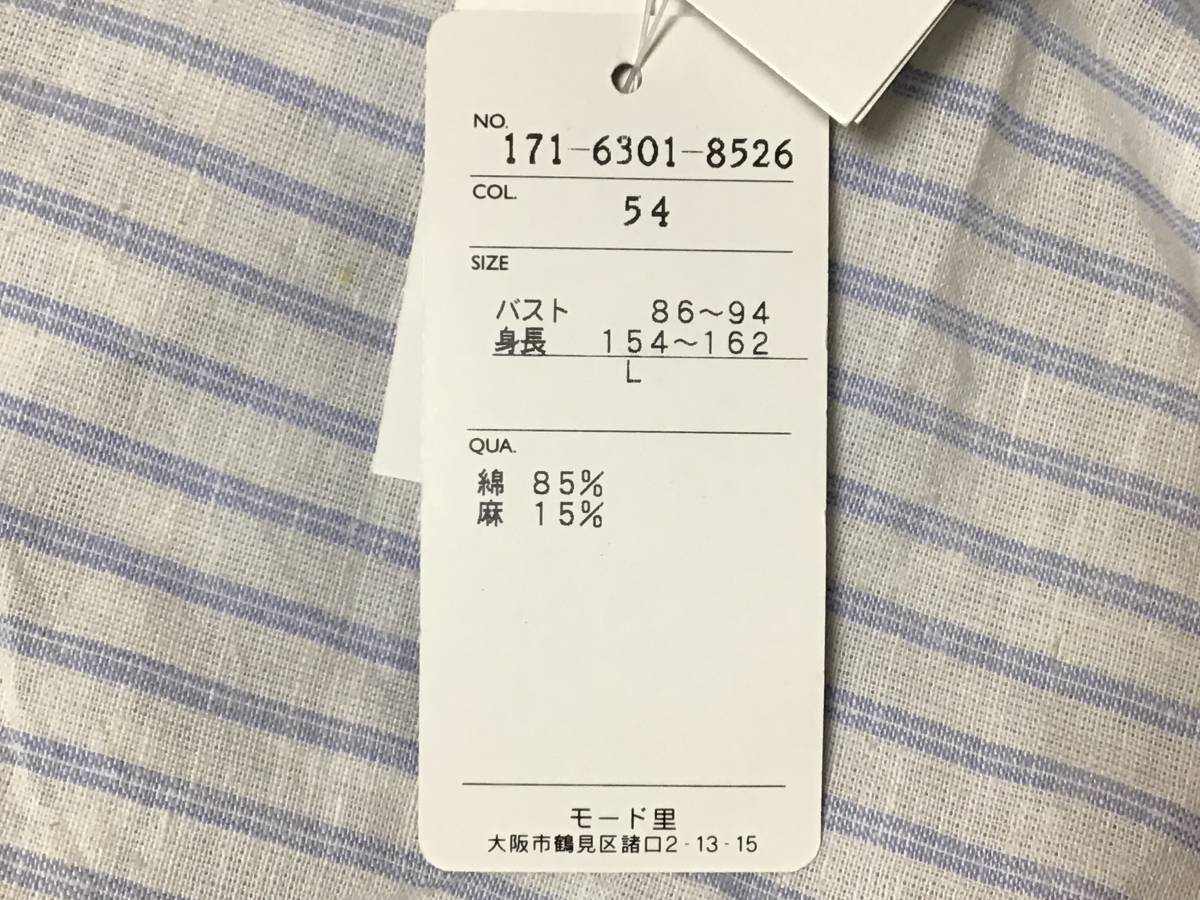 NO.
171-6301-8526
COL.
54
SIZE
バスト 86～94
身長 154～162
L
QUA.
綿 85%
麻 15%
モード里
大阪市鶴見区諸口2-13-15